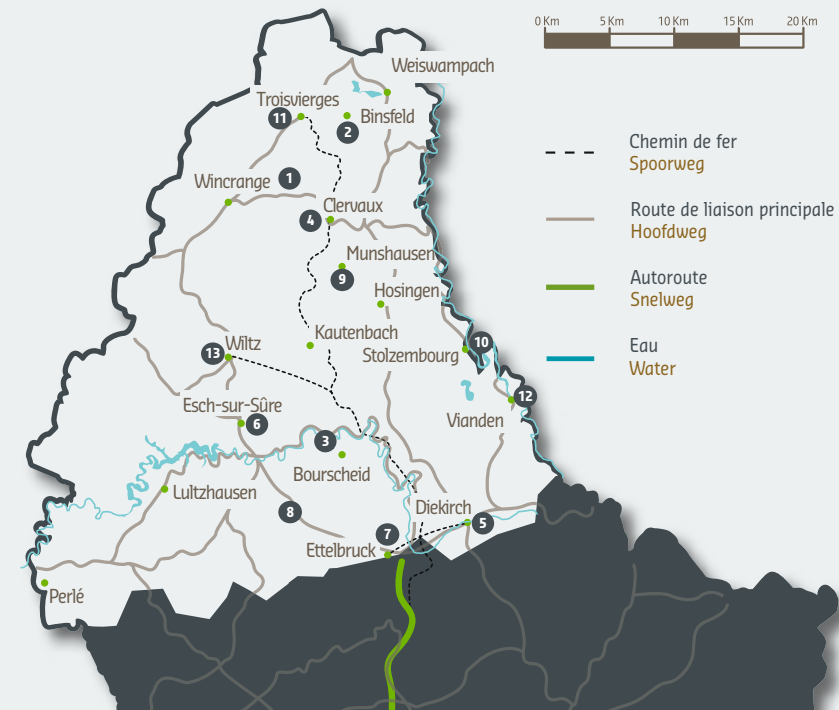 0 Km 5 Km 10 Km 15 Km 20 Km
Weiswampach
Troisvierges
11
2
Binsfeld
Wincrange
1
Clervaux
4
Munshausen
9
Hosingen
Kautenbach
Wiltz
13
Stolzembourg
10
12
Vianden
Esch-sur-Sûre
6
3
Bourscheid
Lultzhausen
8
Diekirch
5
7
Ettelbruck
Perlé
Chemin de fer
Spoorweg
Route de liaison principale
Hoofdweg
Autoroute
Snelweg
Eau
Water